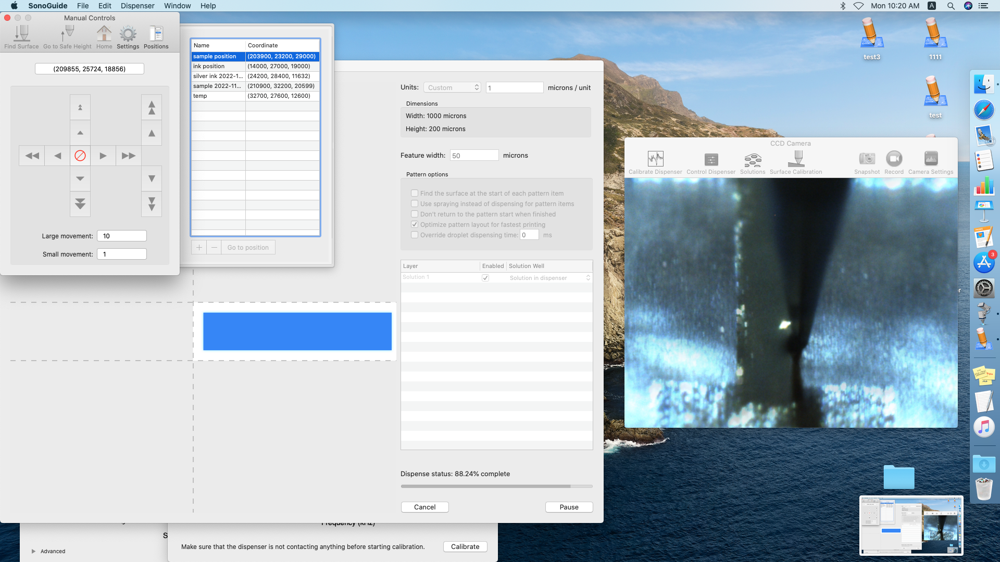 SonoGuide File Edit Dispenser Window Help
Mon 10:20 AM A
Manual Controls
Find Surface Go to Safe Height Home Settings Positions
(209855, 25724, 18856)
Large movement: 10
Small movement: 1
Name Coordinate
sample position (203900, 23200, 29000)
ink position (14000, 27000, 19000)
silver ink 2022-1... (24200, 28400, 11632)
sample 2022-11... (210900, 32200, 20599)
temp (32700, 27600, 12600)
+ − Go to position
Units: Custom 1 microns / unit
Dimensions
Width: 1000 microns
Height: 200 microns
Feature width: 50 microns
Pattern options
Find the surface at the start of each pattern item
Use spraying instead of dispensing for pattern items
Don't return to the pattern start when finished
Optimize pattern layout for fastest printing
Override droplet dispensing time: 0 ms
Layer Enabled Solution Well
Solution 1 Solution in dispenser
Dispense status: 88.24% complete
Cancel Pause
Frequency (kHz)
S
Advanced
Make sure that the dispenser is not contacting anything before starting calibration. Calibrate
test3 1111
test
CCD Camera
Calibrate Dispenser Control Dispenser Solutions Surface Calibration Snapshot Record Camera Settings
3
r